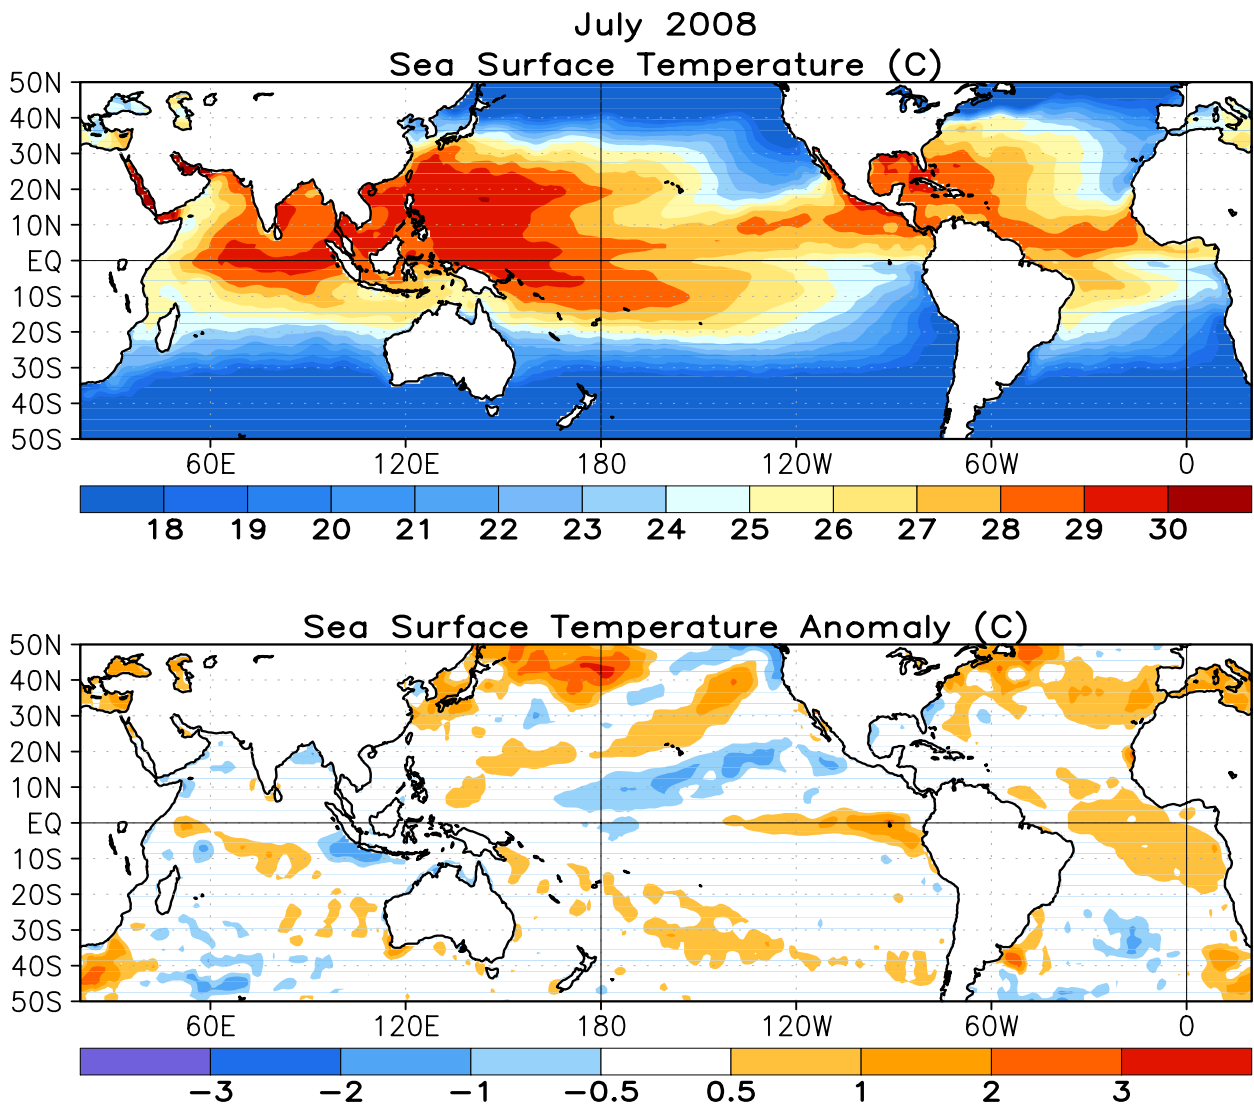 July 2008
Sea Surface Temperature (C)
50N
40N
30N
20N
10N
EQ
10S
20S
30S
40S
50S
60E 120E 180 120W 60W 0
18 19 20 21 22 23 24 25 26 27 28 29 30
Sea Surface Temperature Anomaly (C)
50N
40N
30N
20N
10N
EQ
10S
20S
30S
40S
50S
60E 120E 180 120W 60W 0
−3 −2 −1 −0.5 0.5 1 2 3